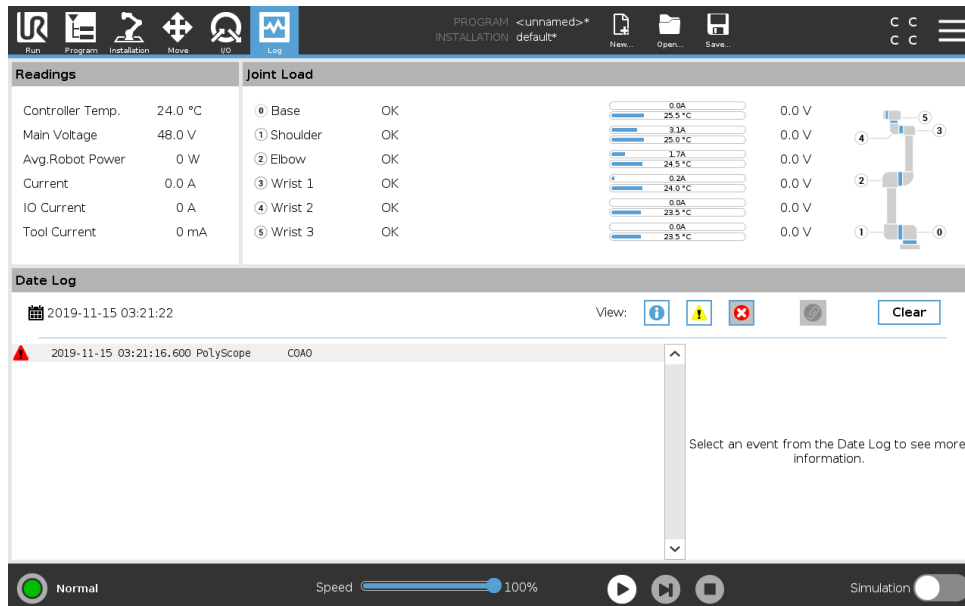 UR
Run
Program
Installation
Move
I/O
Log
PROGRAM <unnamed>*
INSTALLATION default*
New...
Open...
Save...
C C
C C
Readings
Controller Temp. 24.0 °C
Main Voltage 48.0 V
Avg.Robot Power 0 W
Current 0.0 A
IO Current 0 A
Tool Current 0 mA
Joint Load
0 Base OK 0.0A 25.5 °C 0.0 V
1 Shoulder OK 3.1A 25.0 °C 0.0 V
2 Elbow OK 1.7A 24.5 °C 0.0 V
3 Wrist 1 OK 0.2A 24.0 °C 0.0 V
4 Wrist 2 OK 0.0A 23.5 °C 0.0 V
5 Wrist 3 OK 0.0A 23.5 °C 0.0 V
5
4 3
2
1 0
Date Log
2019-11-15 03:21:22
View:
Clear
2019-11-15 03:21:16.600 PolyScope C0A0
Select an event from the Date Log to see more
information.
Normal
Speed 100%
Simulation